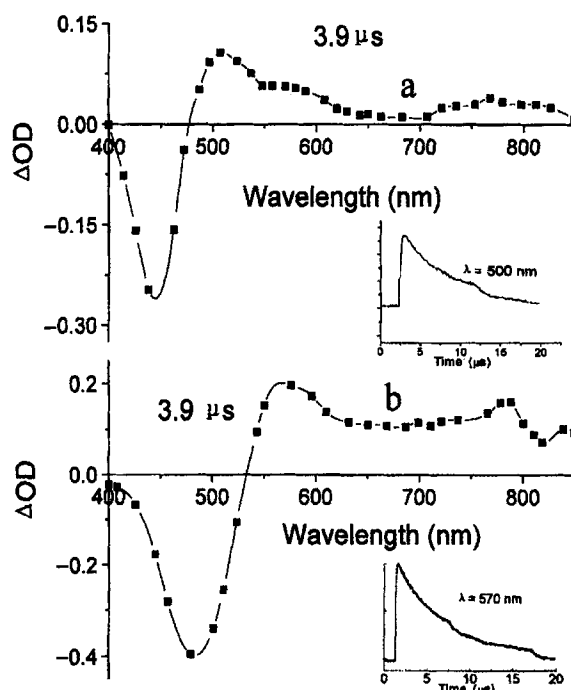 0.15
3.9 μs
a
0.00
400 500 600 700 800
ΔOD
Wavelength (nm)
-0.15
λ = 500 nm
-0.30
0 5 10 15 20
Time (μs)
0.2
3.9 μs
b
0.0
400 500 600 700 800
ΔOD
Wavelength (nm)
-0.2
λ = 570 nm
-0.4
0 5 10 15 20
Time (μs)